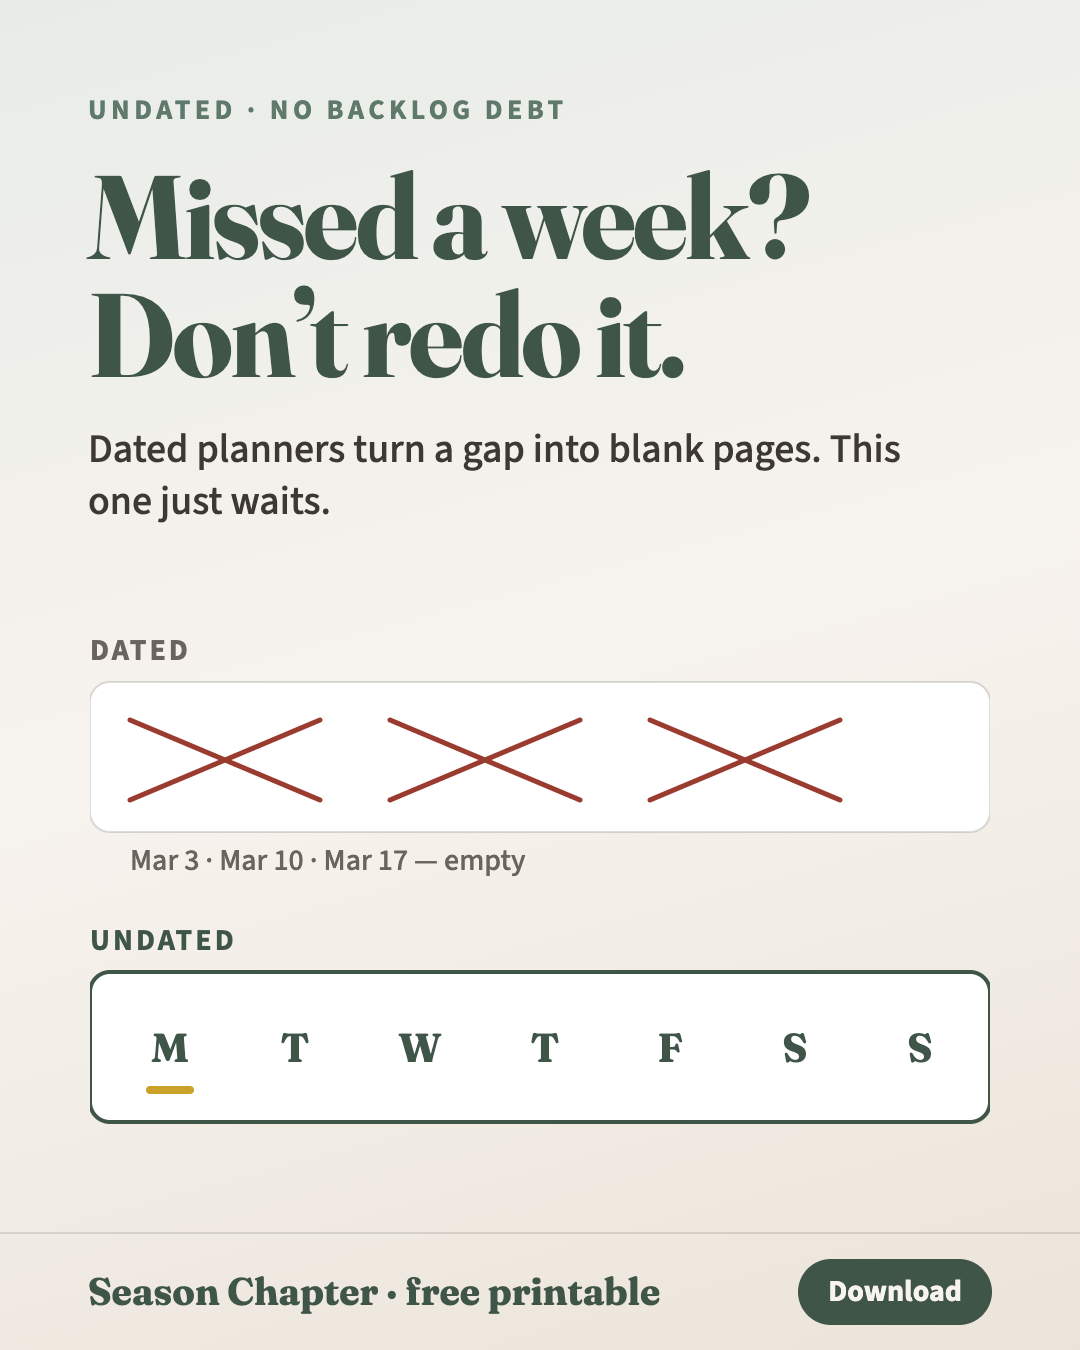 UNDATED · NO BACKLOG DEBT
Missed a week?
Don’t redo it.
Dated planners turn a gap into blank pages. This
one just waits.
DATED
Mar 3 · Mar 10 · Mar 17 — empty
UNDATED
M T W T F S S
Season Chapter · free printable
Download